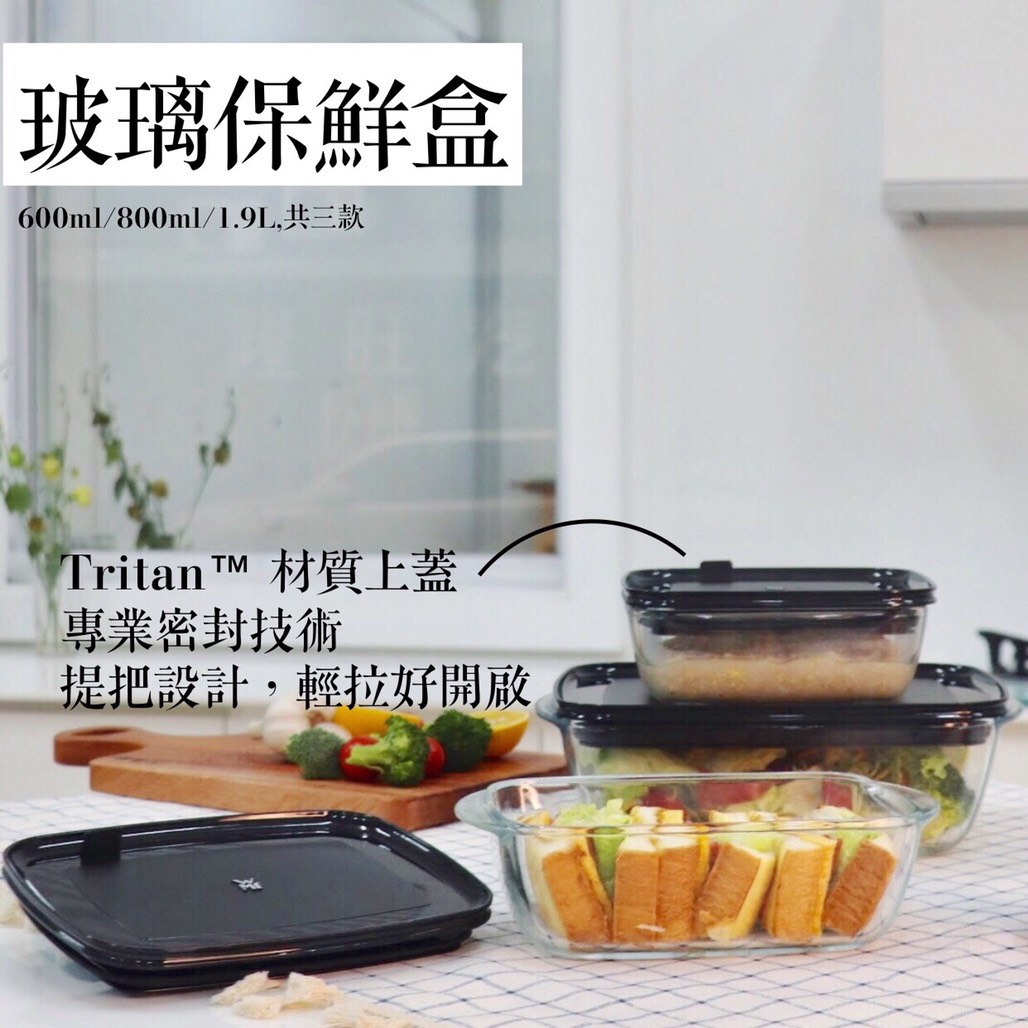 玻璃保鮮盒
600ml/800ml/1.9L,共三款
Tritan™ 材質上蓋
專業密封技術
提把設計，輕拉好開啟
WMF